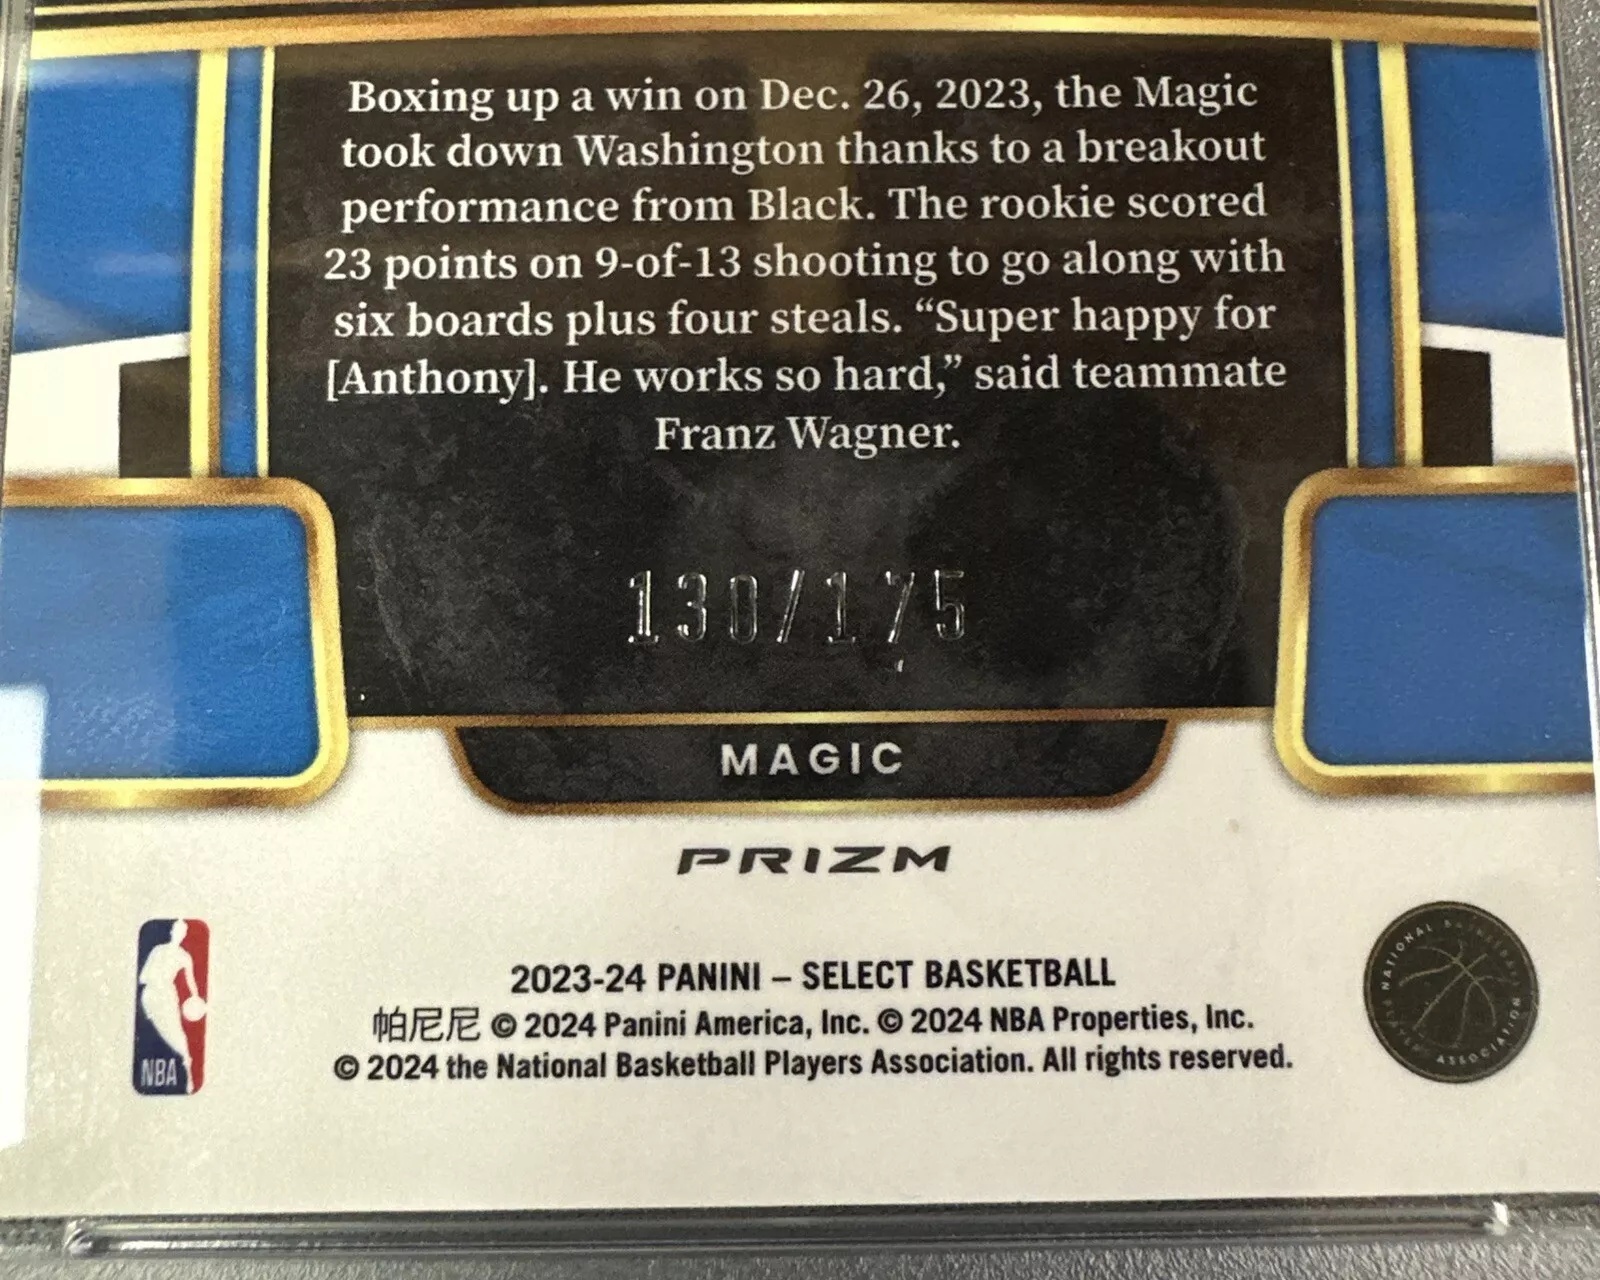 Boxing up a win on Dec. 26, 2023, the Magic
took down Washington thanks to a breakout
performance from Black. The rookie scored
23 points on 9-of-13 shooting to go along with
six boards plus four steals. “Super happy for
[Anthony]. He works so hard,” said teammate
Franz Wagner.
130/175
MAGIC
PRIZM
NBA
NATIONAL BASKETBALL PLAYERS ASSOCIATION
2023-24 PANINI – SELECT BASKETBALL
帕尼尼 © 2024 Panini America, Inc. © 2024 NBA Properties, Inc.
© 2024 the National Basketball Players Association. All rights reserved.